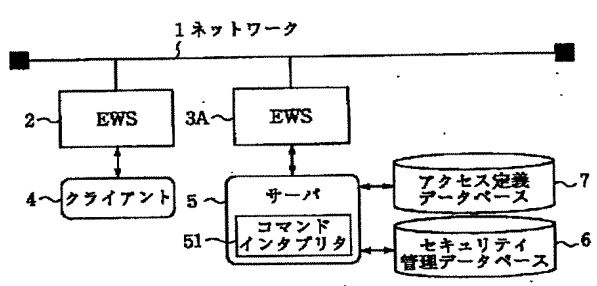 1 ネットワーク
2 EWS
3A EWS
4 クライアント
5 サーバ
51 コマンド
インタプリタ
アクセス定義
データベース 7
セキュリティ
管理データベース 6